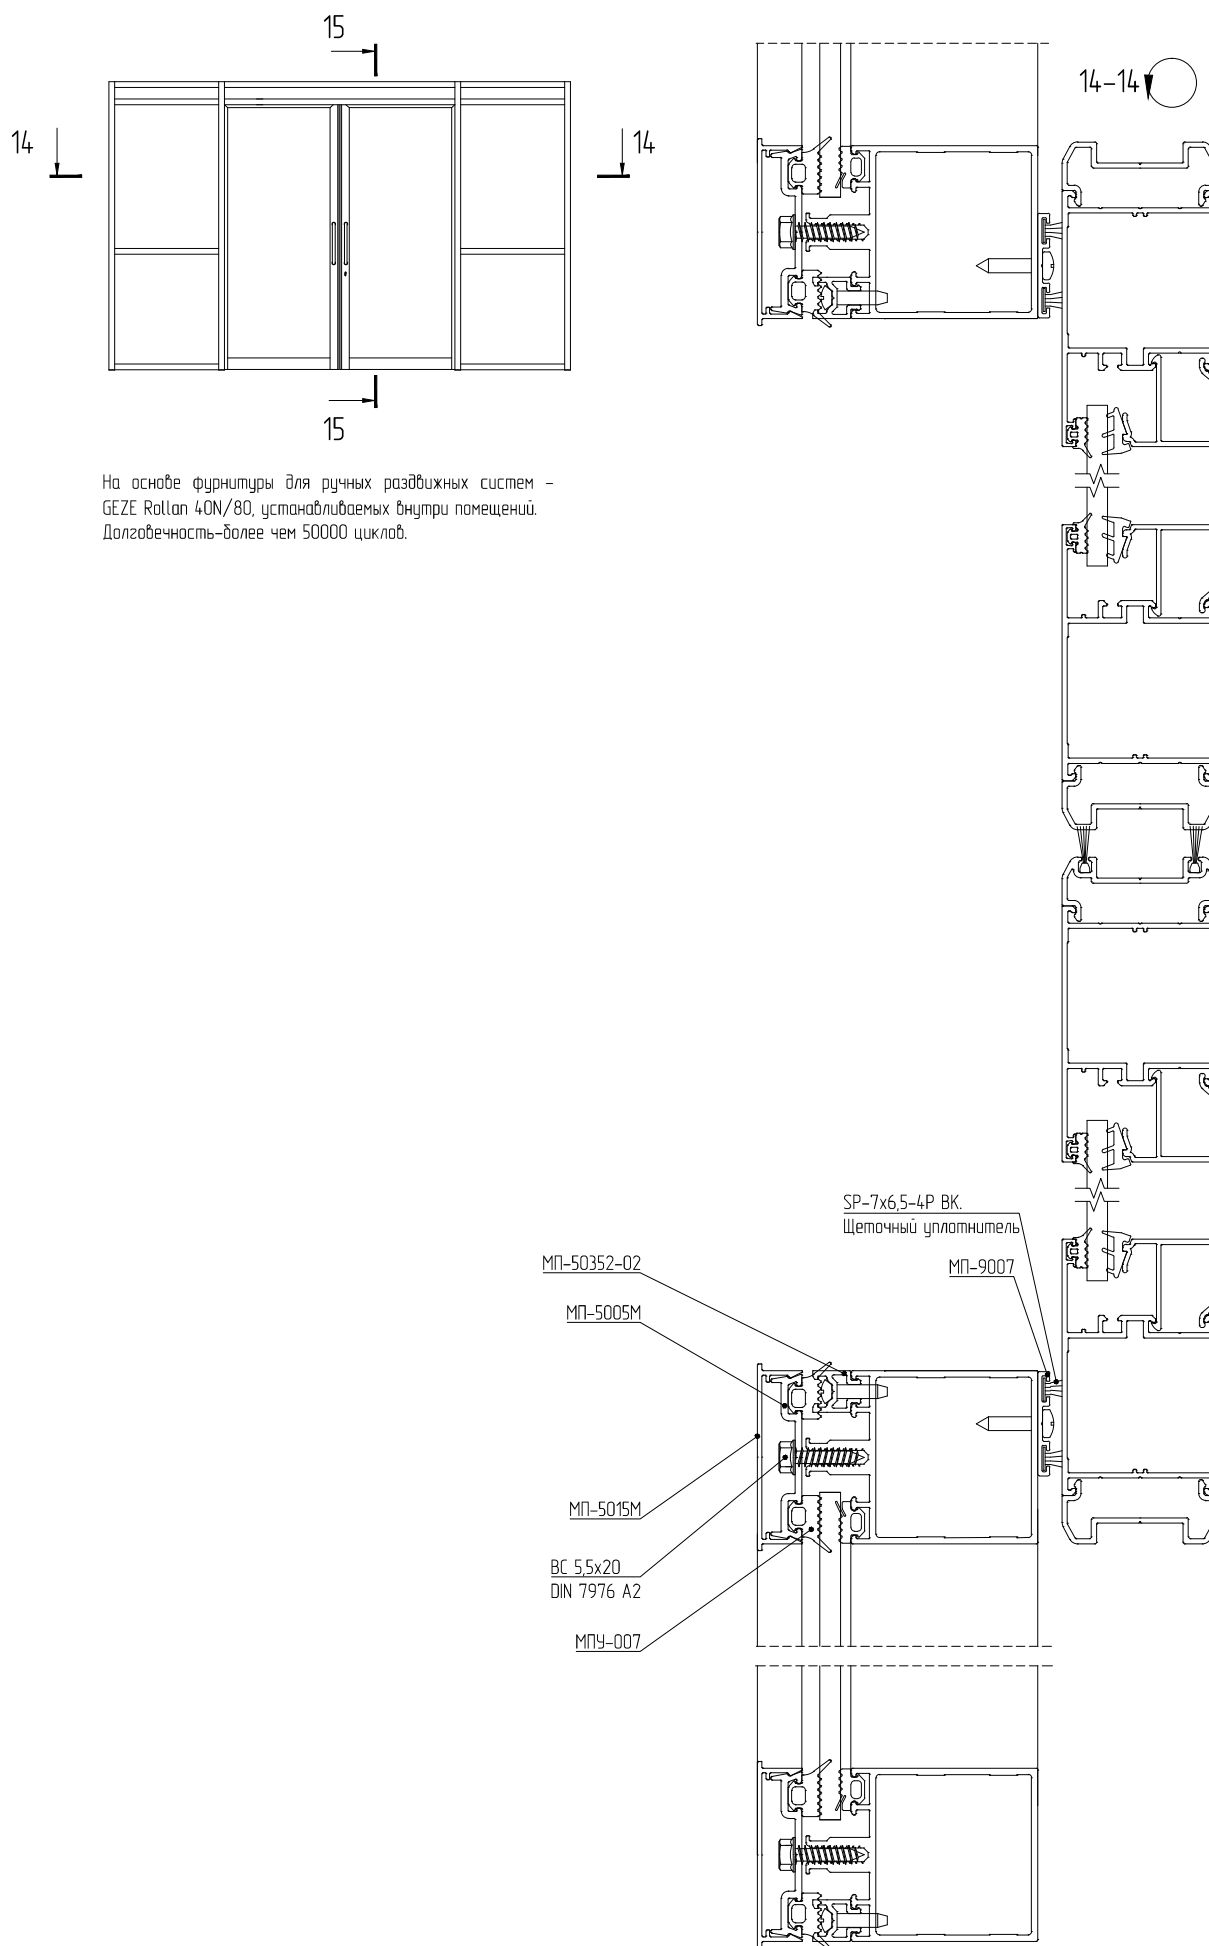 15
14-14
14
14
15
На основе фурнитуры для ручных раздвижных систем –
GEZE Rollan 40N/80, устанавливаемых внутри помещений.
Долговечность-более чем 50000 циклов.
SP-7x6,5-4P BK.
Щеточный уплотнитель
МП-50352-02
МП-9007
МП-5005М
МП-5015М
ВС 5,5x20
DIN 7976 A2
МПУ-007